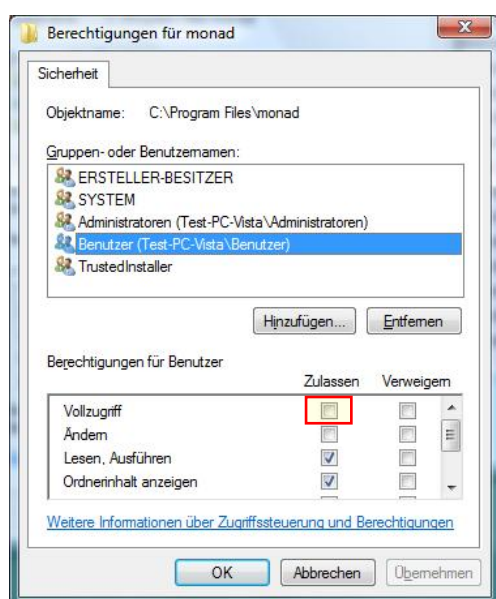 Berechtigungen für monad
Sicherheit
Objektname: C:\Program Files\monad
Gruppen- oder Benutzernamen:
ERSTELLER-BESITZER
SYSTEM
Administratoren (Test-PC-Vista\Administratoren)
Benutzer (Test-PC-Vista\Benutzer)
TrustedInstaller
Hinzufügen... Entfernen
Berechtigungen für Benutzer
Zulassen Verweigern
Vollzugriff
Ändern
Lesen, Ausführen
Ordnerinhalt anzeigen
Weitere Informationen über Zugriffssteuerung und Berechtigungen
OK Abbrechen Übernehmen